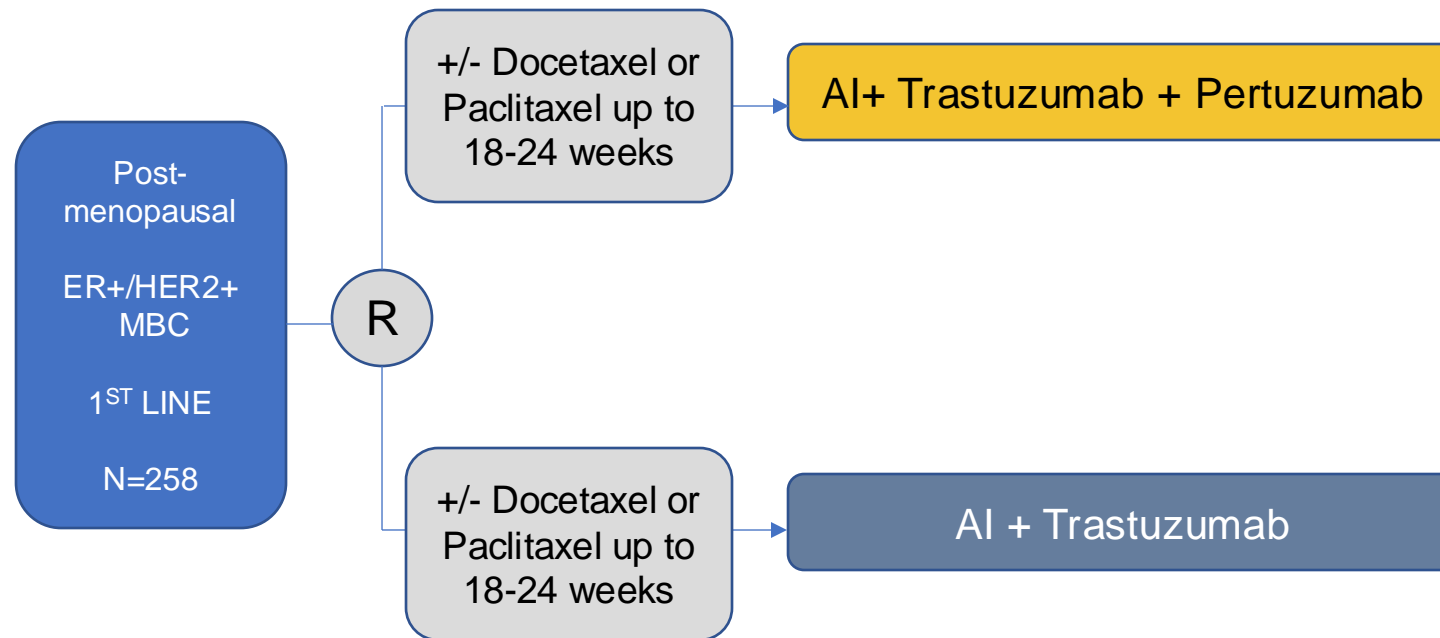 Post-
menopausal
ER+/HER2+
MBC
1ST LINE
N=258
R
+/- Docetaxel or
Paclitaxel up to
18-24 weeks
AI+ Trastuzumab + Pertuzumab
+/- Docetaxel or
Paclitaxel up to
18-24 weeks
AI + Trastuzumab